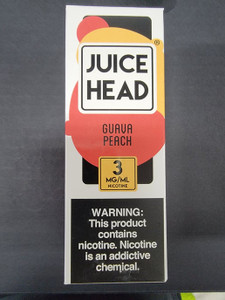 JUICE
HEAD
®
GUAVA
PEACH
3
MG/ML
NICOTINE
WARNING:
This product
contains
nicotine. Nicotine
is an addictive
chemical.